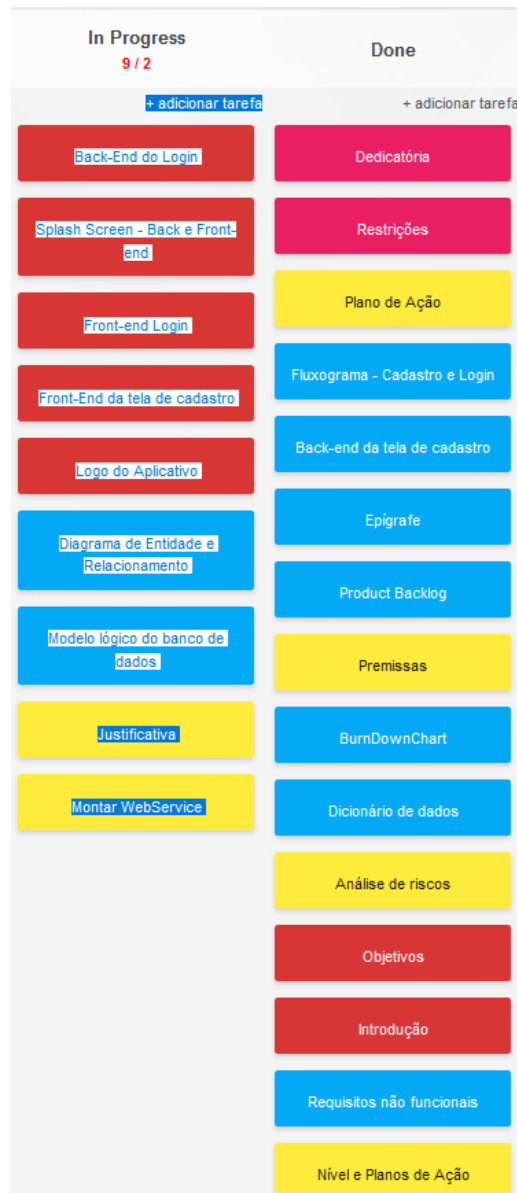 In Progress
9 / 2
+ adicionar tarefa
Back-End do Login
Splash Screen - Back e Front-
end
Front-end Login
Front-End da tela de cadastro
Logo do Aplicativo
Diagrama de Entidade e
Relacionamento
Modelo lógico do banco de
dados
Justificativa
Montar WebService
Done
+ adicionar tarefa
Dedicatória
Restrições
Plano de Ação
Fluxograma - Cadastro e Login
Back-end da tela de cadastro
Epígrafe
Product Backlog
Premissas
BurnDownChart
Dicionário de dados
Análise de riscos
Objetivos
Introdução
Requisitos não funcionais
Nível e Planos de Ação